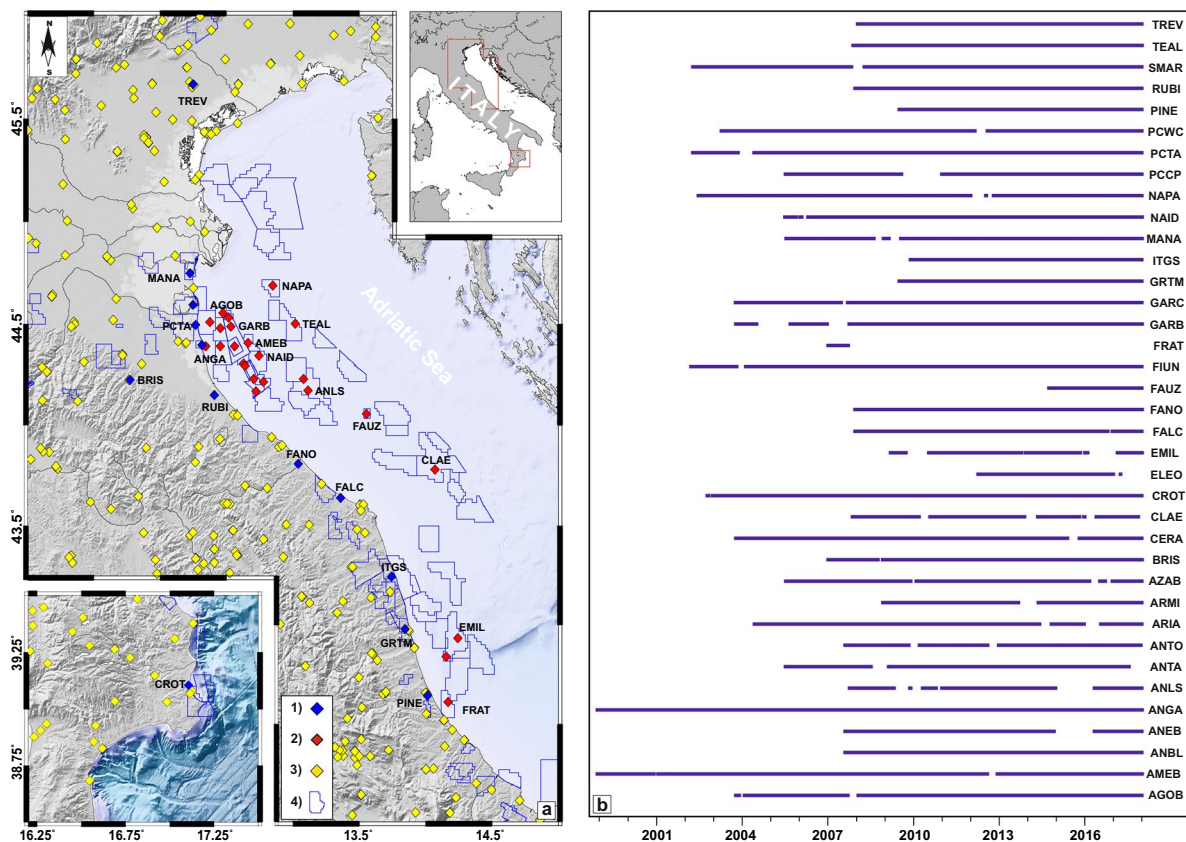 N
S
TREV
MANA
NAPA
AGOB
PCTA
GARB
TEAL
AMEB
ANGA
NAID
BRIS
RUBI
ANLS
FAUZ
FANO
CLAE
FALC
ITGS
GRTM
EMIL
PINE
FRAT
CROT
Adriatic Sea
ITALY
1)
2)
3)
4)
a
45.5°
44.5°
43.5°
39.25
38.75
16.25
16.75
17.25
13.5
14.5
TREV
TEAL
SMAR
RUBI
PINE
PCWC
PCTA
PCCP
NAPA
NAID
MANA
ITGS
GRTM
GARC
GARB
FRAT
FIUN
FAUZ
FANO
FALC
EMIL
ELEO
CROT
CLAE
CERA
BRIS
AZAB
ARMI
ARIA
ANTO
ANTA
ANLS
ANGA
ANEB
ANBL
AMEB
AGOB
b
2001 2004 2007 2010 2013 2016